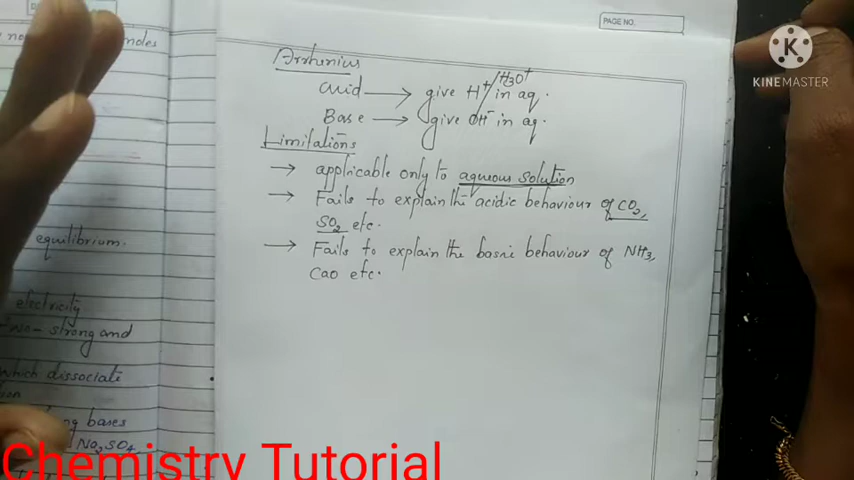 PAGE NO.
KINEMASTER
Arrhenius
acid → give H+/H3O+ in aq.
Base → give OH- in aq.
Limitations
→ applicable only to aqueous solution
→ Fails to explain the acidic behaviour of CO2,
SO2 etc.
→ Fails to explain the basic behaviour of NH3,
CaO etc.
equilibrium.
electricity
strong and
which dissociate
bases
Chemistry Tutorial